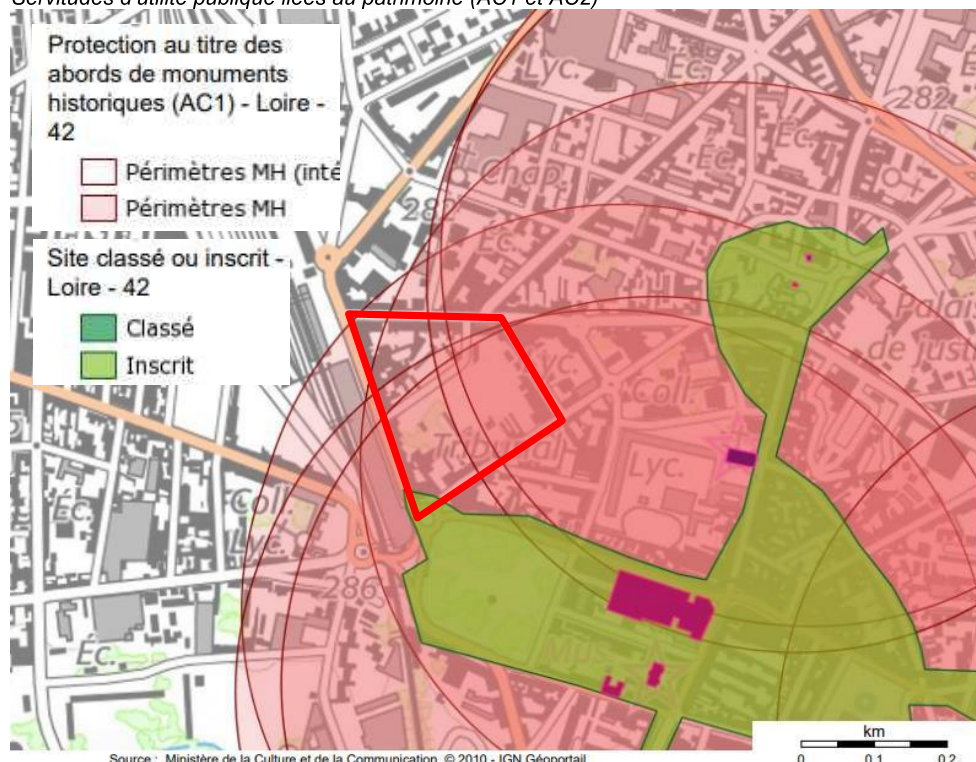 Servitudes d'utilité publique liées au patrimoine (AC1 et AC2)
Protection au titre des
abords de monuments
historiques (AC1) - Loire -
42
Périmètres MH (inté
Périmètres MH
Site classé ou inscrit -
Loire - 42
Classé
Inscrit
Lyc.
Éc.
282
Éc.
Chap.
Éc.
Éc.
Palai
de justi
Coll.
Tribunal
Lyc.
Éc.
Coll.
Lyc.
286
Éc.
Mus.
km
0 0.1 0.2
Source : Ministère de la Culture et de la Communication © 2010 - IGN Géoportail